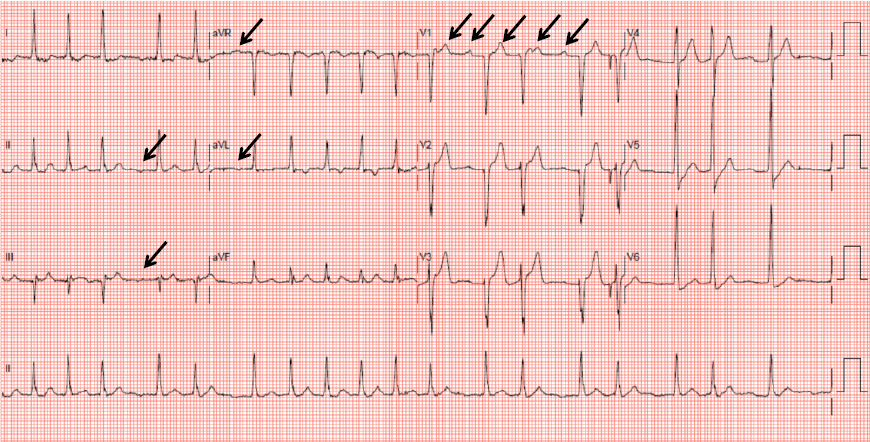 I aVR V1 V4
II aVL V2 V5
III aVF V3 V6
II